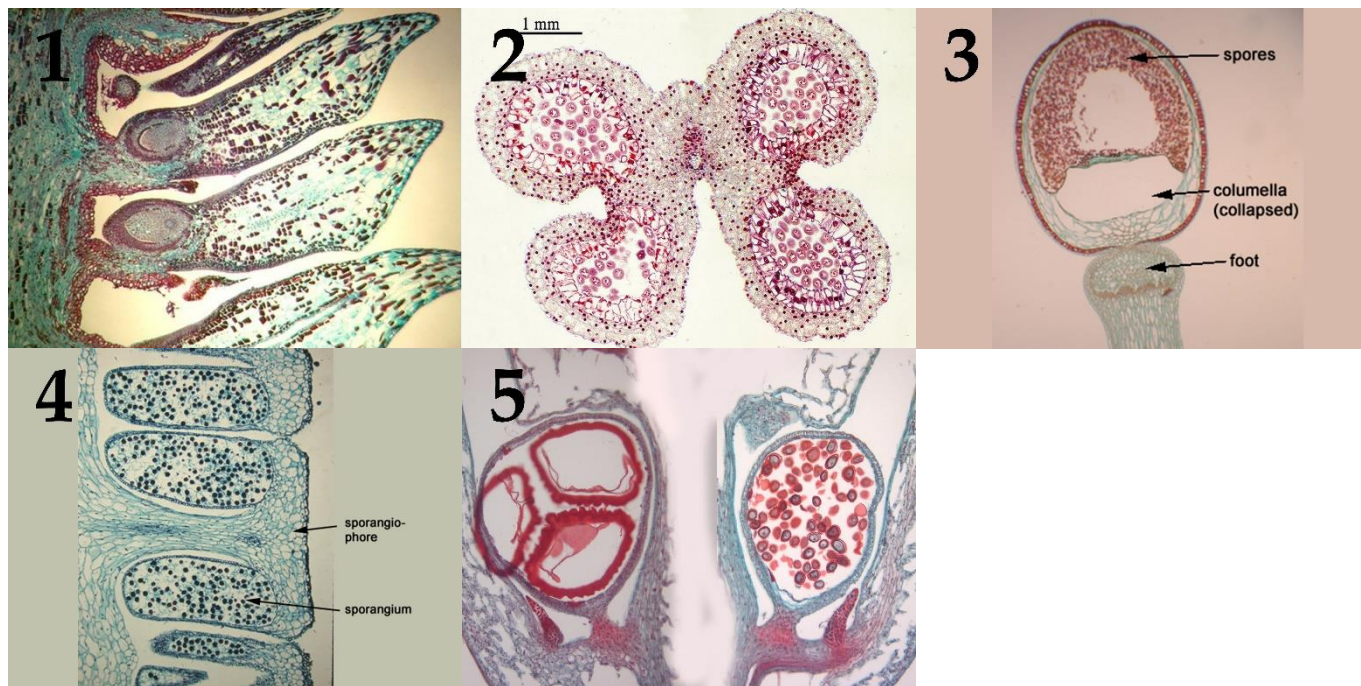 1
2
1 mm
3
spores
columella
(collapsed)
foot
4
sporangio-
phore
sporangium
5